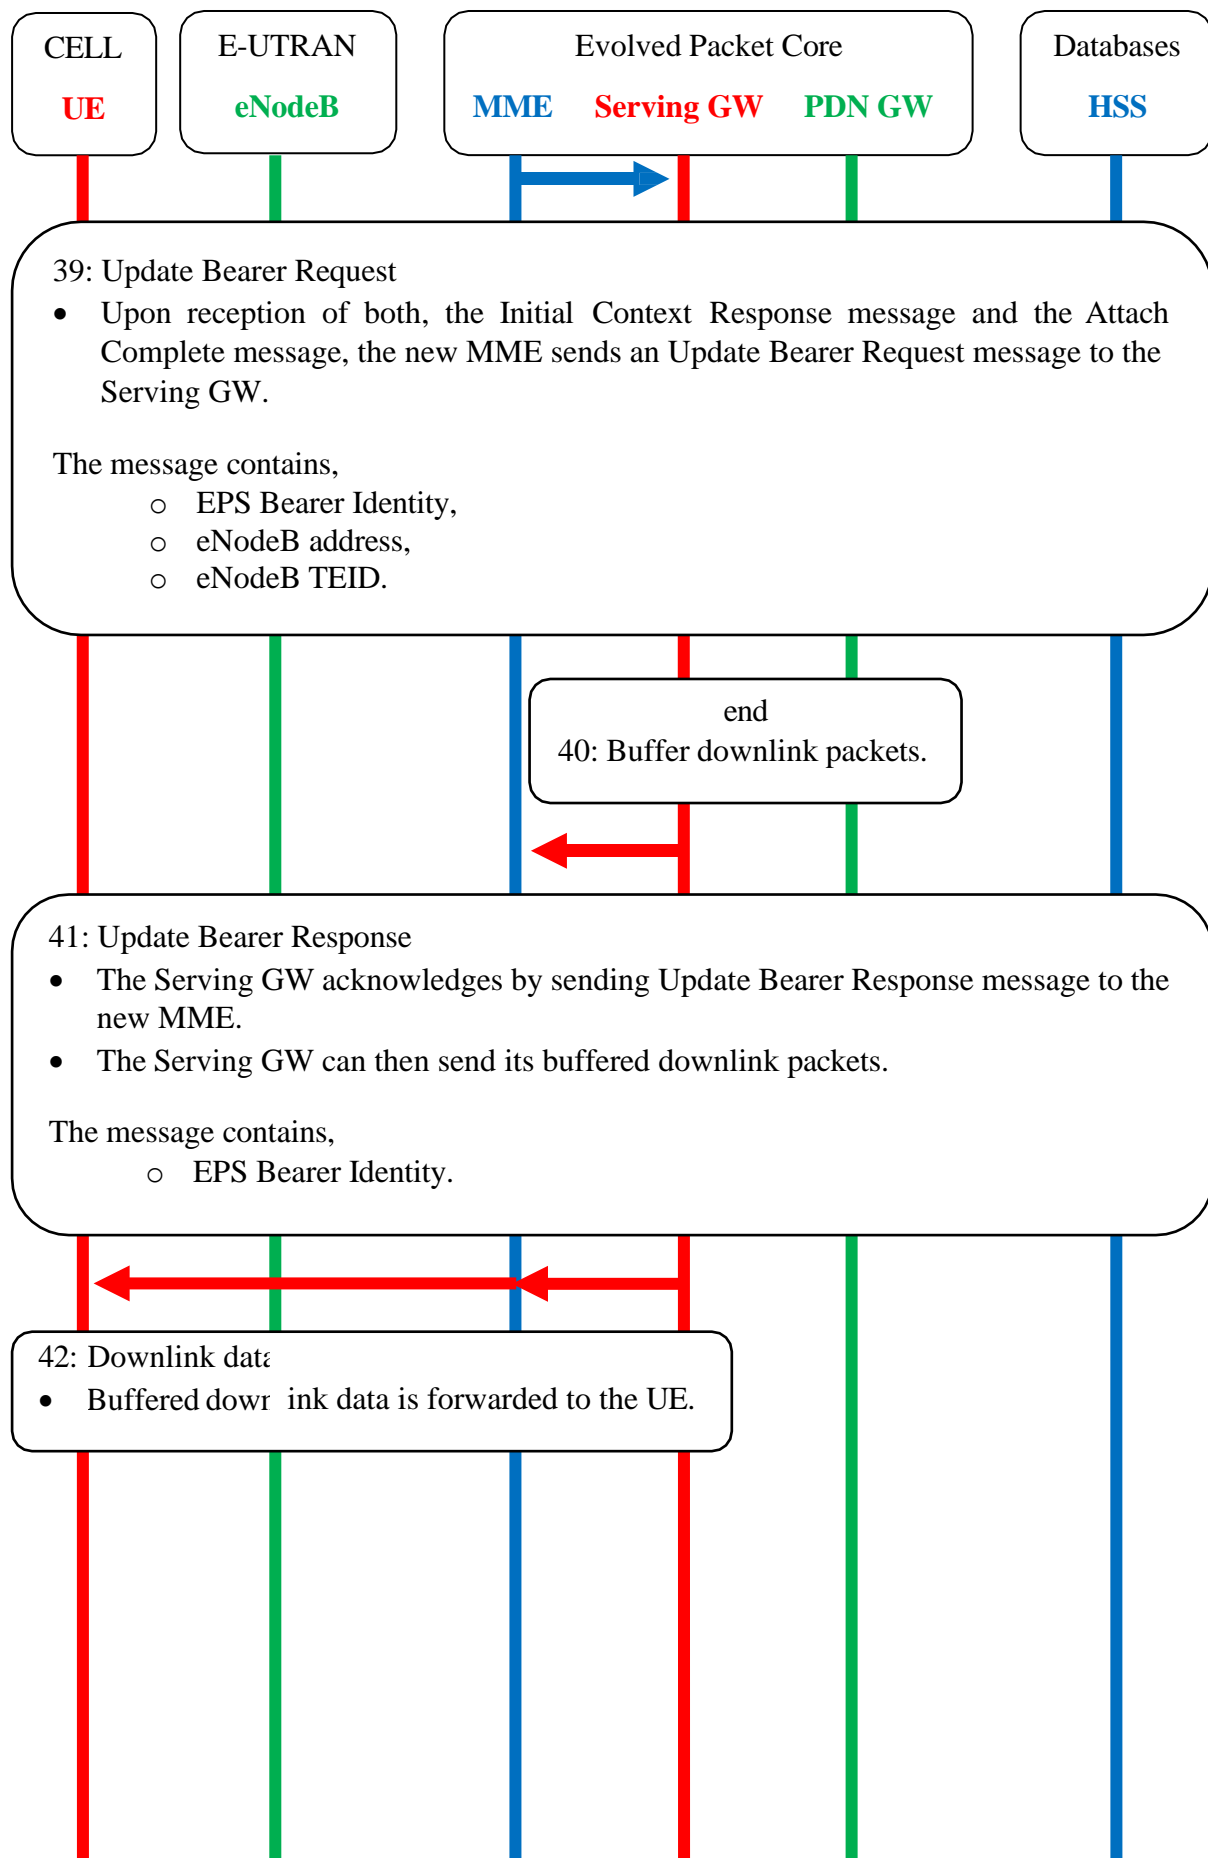 CELL
UE
E-UTRAN
eNodeB
Evolved Packet Core
MME Serving GW PDN GW
Databases
HSS
39: Update Bearer Request
• Upon reception of both, the Initial Context Response message and the Attach
Complete message, the new MME sends an Update Bearer Request message to the
Serving GW.
The message contains,
o EPS Bearer Identity,
o eNodeB address,
o eNodeB TEID.
end
40: Buffer downlink packets.
41: Update Bearer Response
• The Serving GW acknowledges by sending Update Bearer Response message to the
new MME.
• The Serving GW can then send its buffered downlink packets.
The message contains,
o EPS Bearer Identity.
42: Downlink data
• Buffered down ink data is forwarded to the UE.